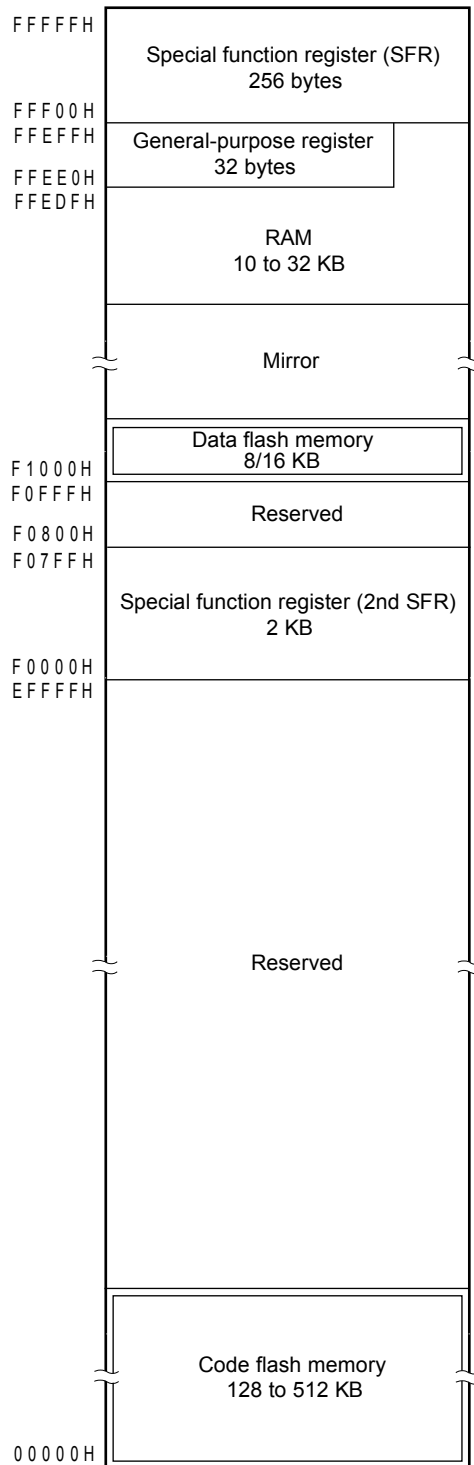 FFFFFH
Special function register (SFR)
256 bytes
FFF00H
FFEFFH
General-purpose register
32 bytes
FFEE0H
FFEDFH
RAM
10 to 32 KB
Mirror
Data flash memory
8/16 KB
F1000H
F0FFFH
Reserved
F0800H
F07FFH
Special function register (2nd SFR)
2 KB
F0000H
EFFFFH
Reserved
Code flash memory
128 to 512 KB
00000H